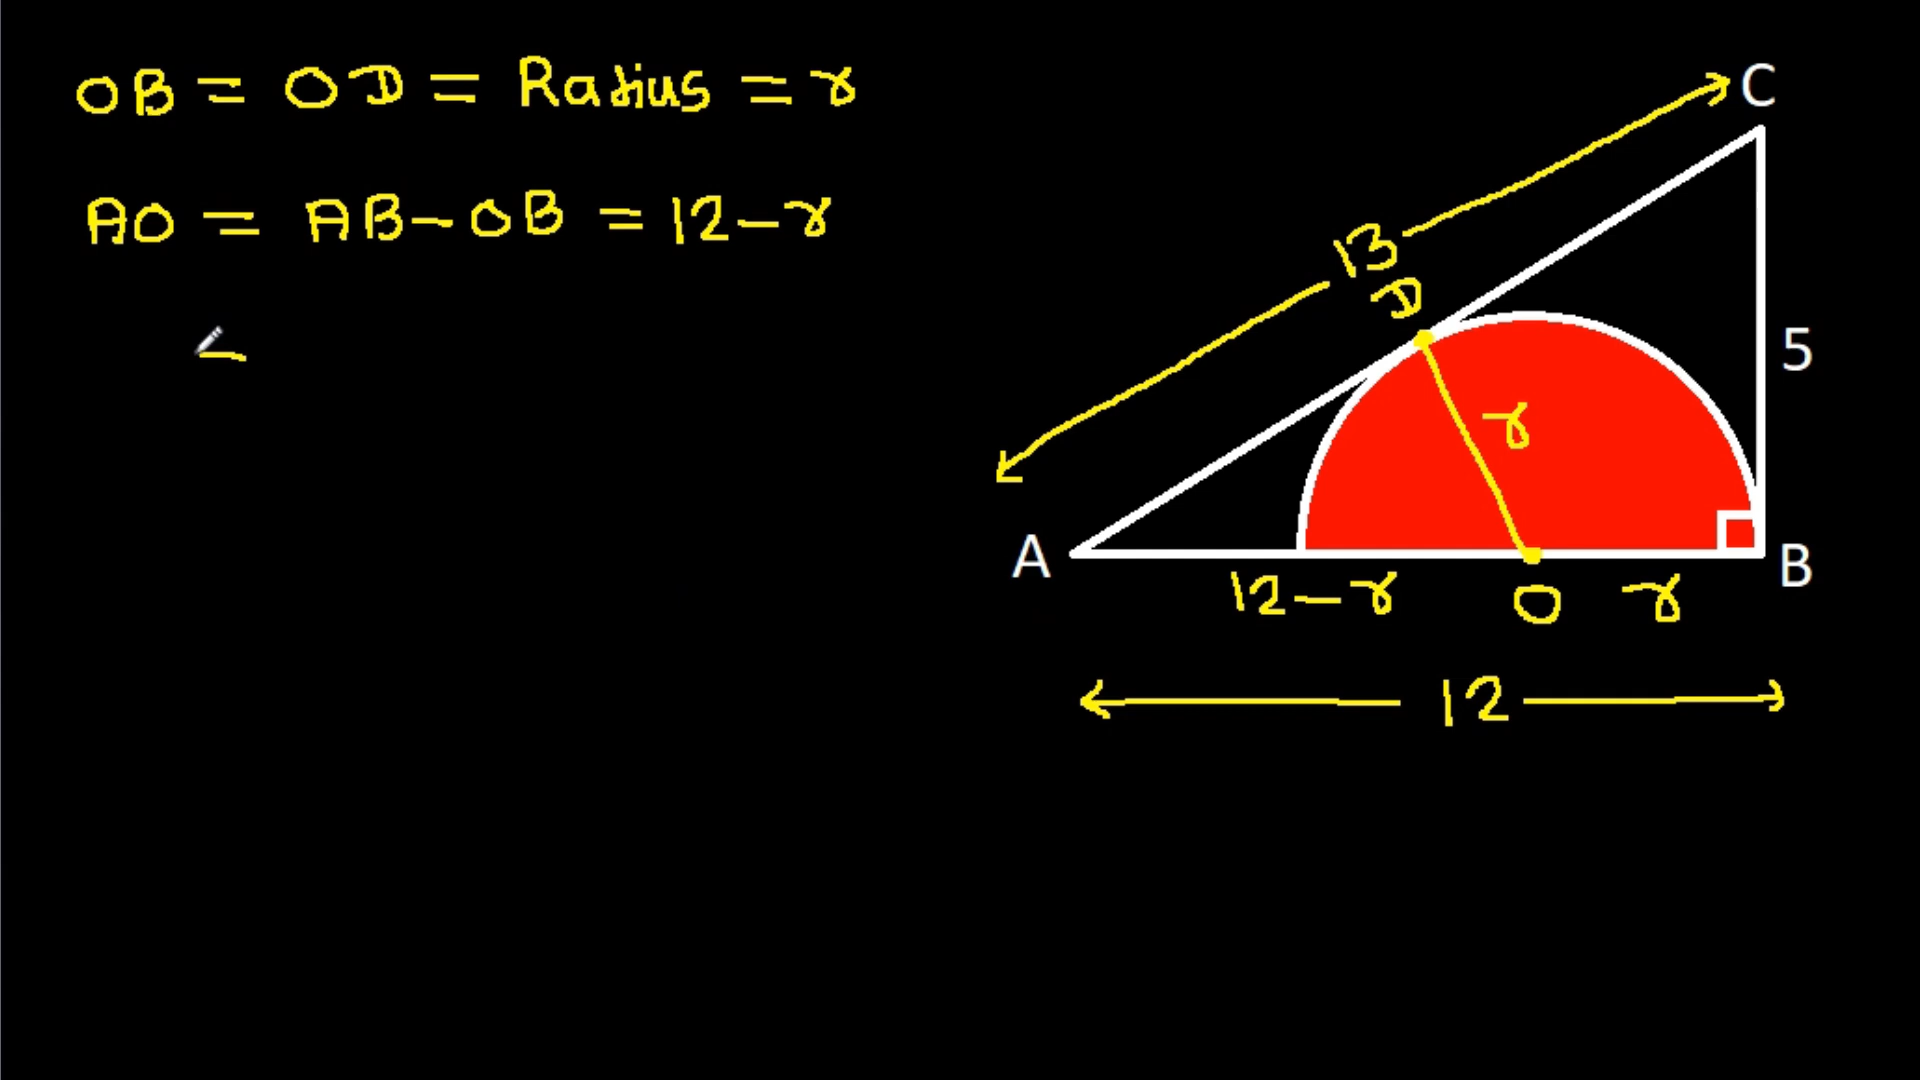 OB = OD = Radius = r
AO = AB - OB = 12 - r
C
13
D
5
r
A
B
12 - r
O
r
12